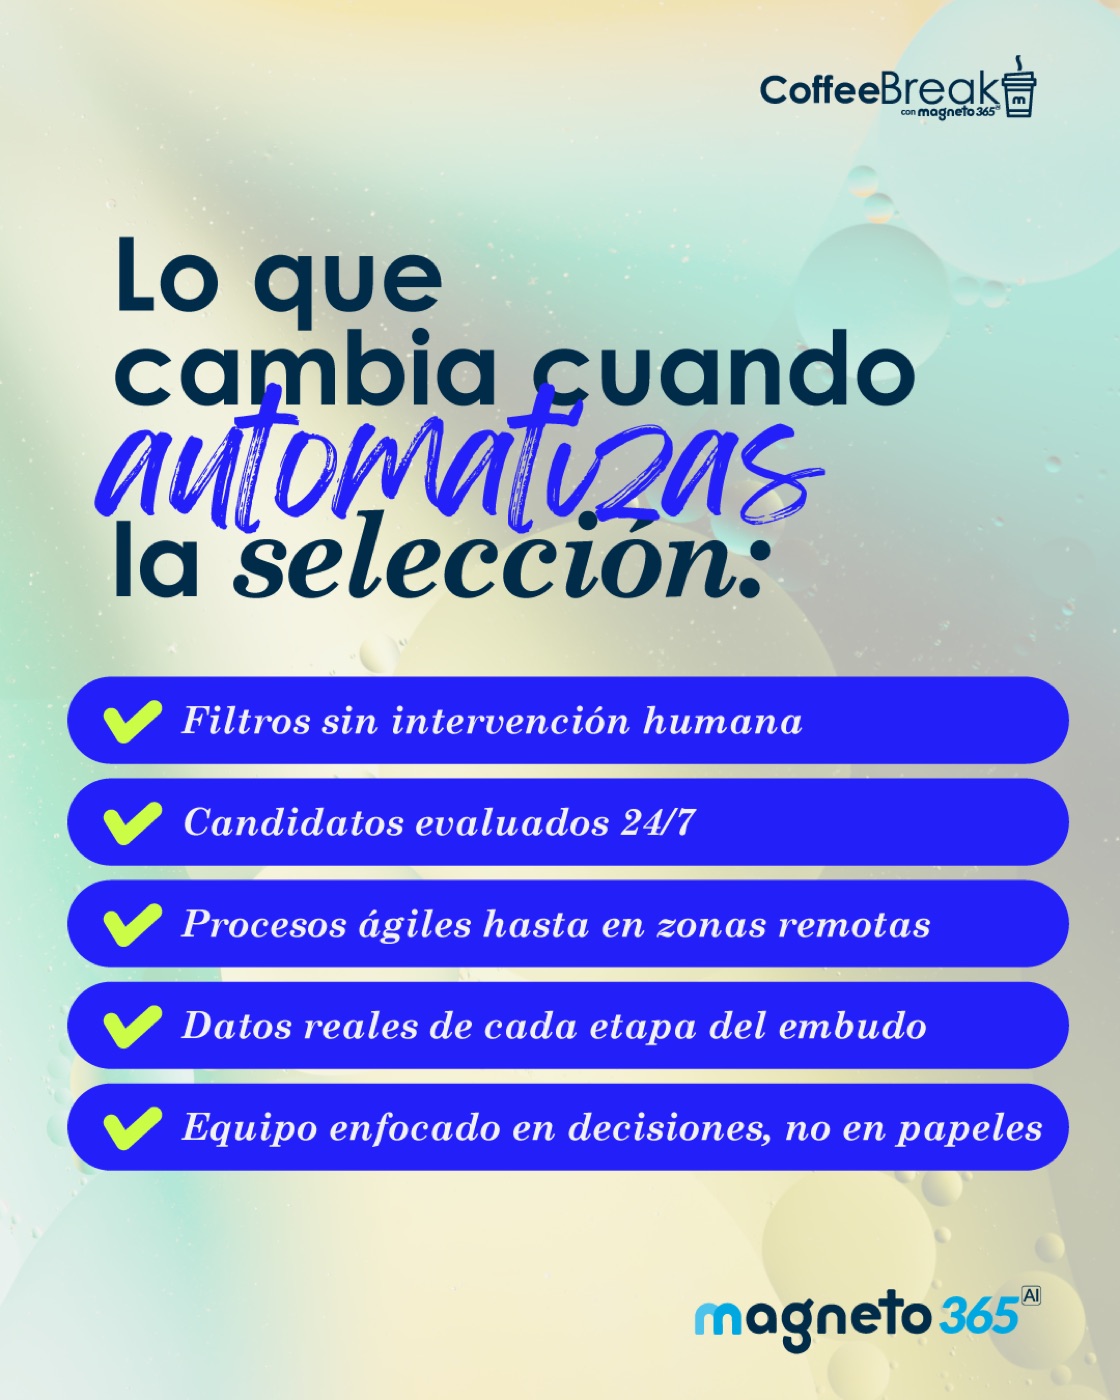 CoffeeBreak
con magneto365
m
Lo que
cambia cuando
automatizas
la selección:
Filtros sin intervención humana
Candidatos evaluados 24/7
Procesos ágiles hasta en zonas remotas
Datos reales de cada etapa del embudo
Equipo enfocado en decisiones, no en papeles
magneto 365 AI